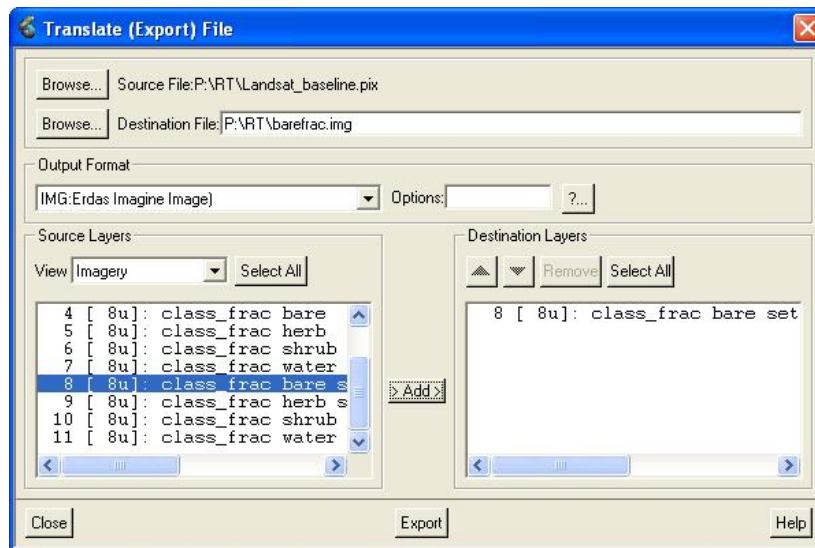 Translate (Export) File
Browse... Source File:P:\RT\Landsat_baseline.pix
Browse... Destination File: P:\RT\barefrac.img
Output Format
IMG:Erdas Imagine Image) Options: ?...
Source Layers
View Imagery Select All
4 [ 8u]: class_frac bare
5 [ 8u]: class_frac herb
6 [ 8u]: class_frac shrub
7 [ 8u]: class_frac water
8 [ 8u]: class_frac bare s
9 [ 8u]: class_frac herb s
10 [ 8u]: class_frac shrub
11 [ 8u]: class_frac water
> Add >
Destination Layers
Remove Select All
8 [ 8u]: class_frac bare set
Close Export Help